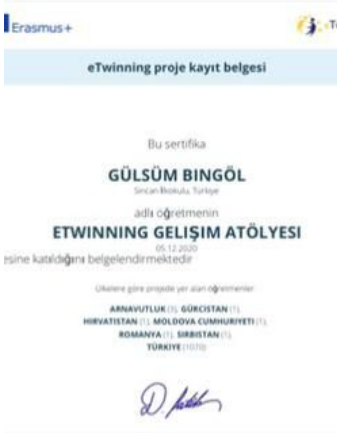 Erasmus+
eTwinning proje kayıt belgesi
Bu sertifika
GÜLSÜM BINGÖL
Sincan İlkokulu, Türkiye
adlı öğretmenin
ETWINNING GELIŞIM ATÖLYESI
05.12.2020
esine katıldığını belgelendirmektedir
Ülkelere göre projede yer alan öğretmenler
ARNAVUTLUK (3), GÜRCISTAN (1),
HIRVATISTAN (1), MOLDOVA CUMHURIYETI (1),
ROMANYA (1), SIRBISTAN (1),
TÜRKIYE (1070)